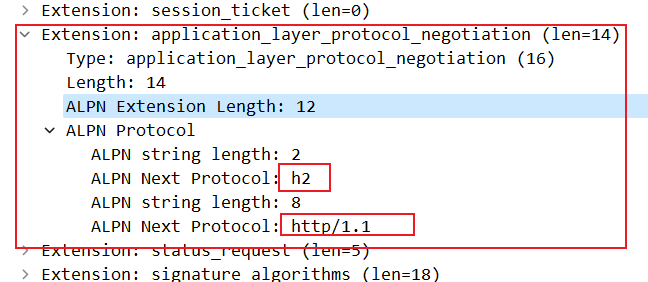 Extension: session_ticket (len=0)
Extension: application_layer_protocol_negotiation (len=14)
Type: application_layer_protocol_negotiation (16)
Length: 14
ALPN Extension Length: 12
ALPN Protocol
ALPN string length: 2
ALPN Next Protocol: h2
ALPN string length: 8
ALPN Next Protocol: http/1.1
Extension: status_request (len=5)
Extension: signature_algorithms (len=18)